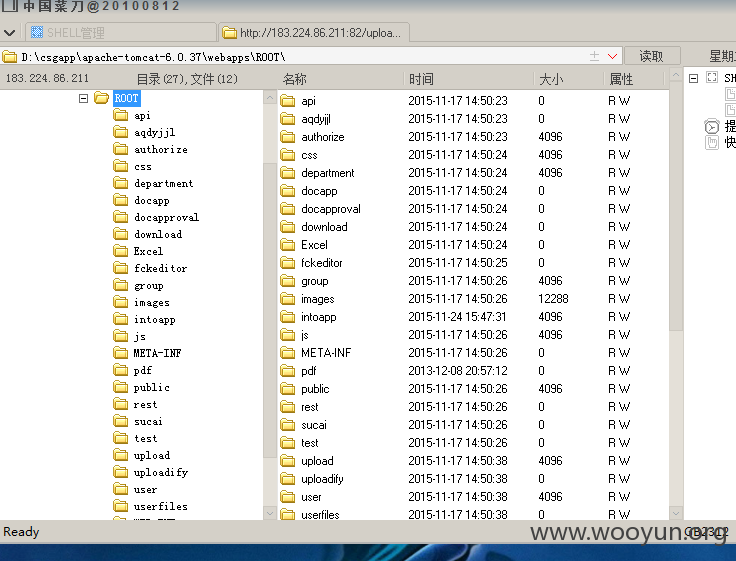 中国菜刀@20100812
SHELL管理
http://183.224.86.211:82/uploa...
D:\csgapp\apache-tomcat-6.0.37\webapps\ROOT\
读取
183.224.86.211 目录(27),文件(12)
名称 时间 大小 属性
ROOT
api
aqdyjjl
authorize
css
department
docapp
docapproval
download
Excel
fckeditor
group
images
intoapp
js
META-INF
pdf
public
rest
sucai
test
upload
uploadify
user
userfiles
api 2015-11-17 14:50:23 0 R W
aqdyjjl 2015-11-17 14:50:23 0 R W
authorize 2015-11-17 14:50:23 4096 R W
css 2015-11-17 14:50:24 4096 R W
department 2015-11-17 14:50:24 4096 R W
docapp 2015-11-17 14:50:24 0 R W
docapproval 2015-11-17 14:50:24 0 R W
download 2015-11-17 14:50:24 0 R W
Excel 2015-11-17 14:50:24 0 R W
fckeditor 2015-11-17 14:50:25 0 R W
group 2015-11-17 14:50:26 4096 R W
images 2015-11-17 14:50:26 12288 R W
intoapp 2015-11-24 15:47:31 4096 R W
js 2015-11-17 14:50:26 4096 R W
META-INF 2015-11-17 14:50:26 0 R W
pdf 2013-12-08 20:57:12 0 R W
public 2015-11-17 14:50:26 4096 R W
rest 2015-11-17 14:50:26 0 R W
sucai 2015-11-17 14:50:26 0 R W
test 2015-11-17 14:50:26 0 R W
upload 2015-11-17 14:50:38 4096 R W
uploadify 2015-11-17 14:50:38 0 R W
user 2015-11-17 14:50:38 4096 R W
userfiles 2015-11-17 14:50:38 0 R W
星期
SH
提
快
Ready
GB2312
www.wooyun.org